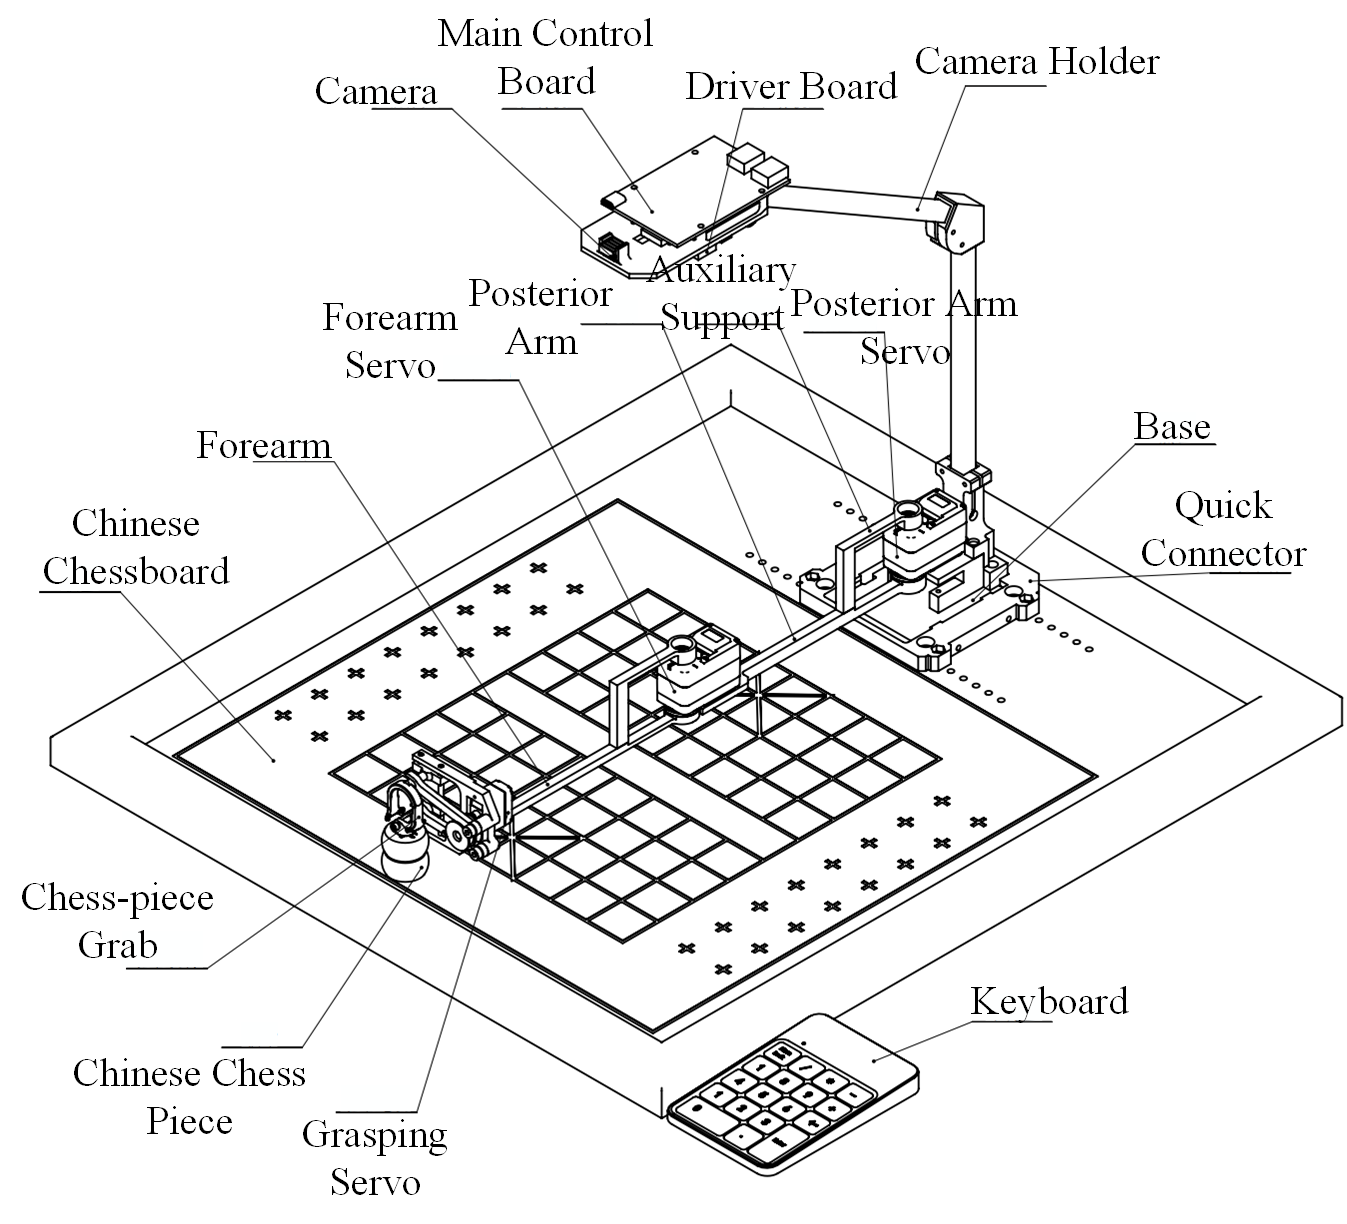 Main Control
Board
Camera
Driver Board
Camera Holder
Auxiliary
Support
Posterior
Arm
Posterior Arm
Servo
Forearm
Servo
Forearm
Base
Quick
Connector
Chinese
Chessboard
Chess-piece
Grab
Chinese Chess
Piece
Grasping
Servo
Keyboard